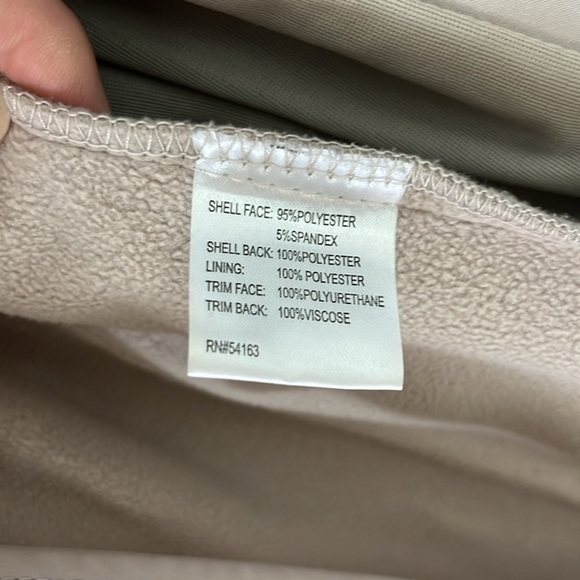 SHELL FACE: 95%POLYESTER
5%SPANDEX
SHELL BACK: 100%POLYESTER
LINING: 100% POLYESTER
TRIM FACE: 100%POLYURETHANE
TRIM BACK: 100%VISCOSE
RN#54163